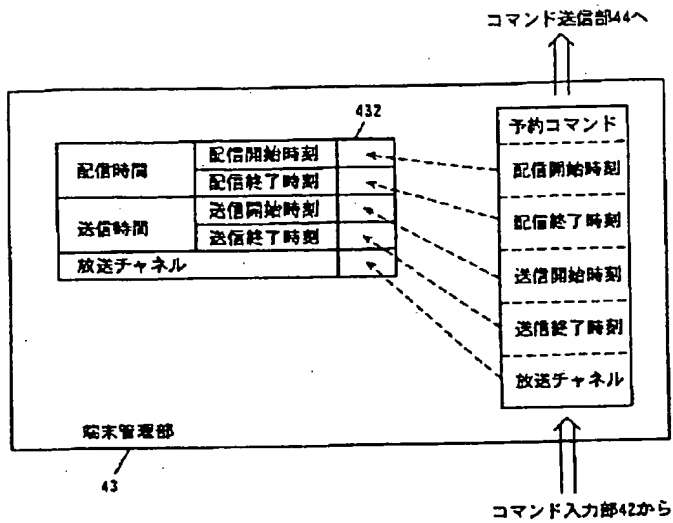 コマンド送信部44へ
432
予約コマンド
配信時間
配信開始時刻
配信終了時刻
送信時間
送信開始時刻
送信終了時刻
放送チャネル
配信開始時刻
配信終了時刻
送信開始時刻
送信終了時刻
放送チャネル
端末管理部
43
コマンド入力部42から